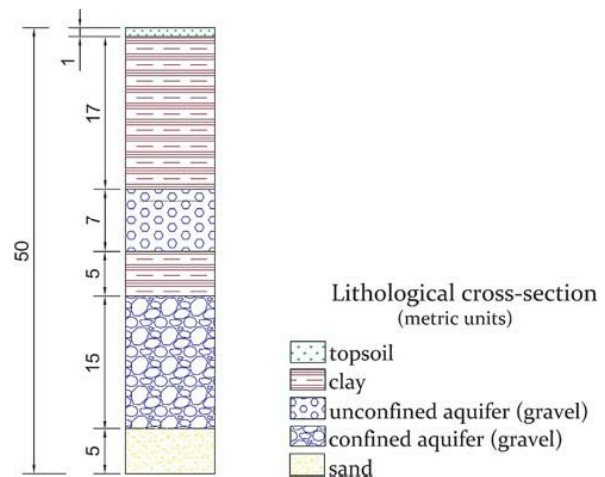 1
17
7
50
5
15
5
Lithological cross-section
(metric units)
topsoil
clay
unconfined aquifer (gravel)
confined aquifer (gravel)
sand